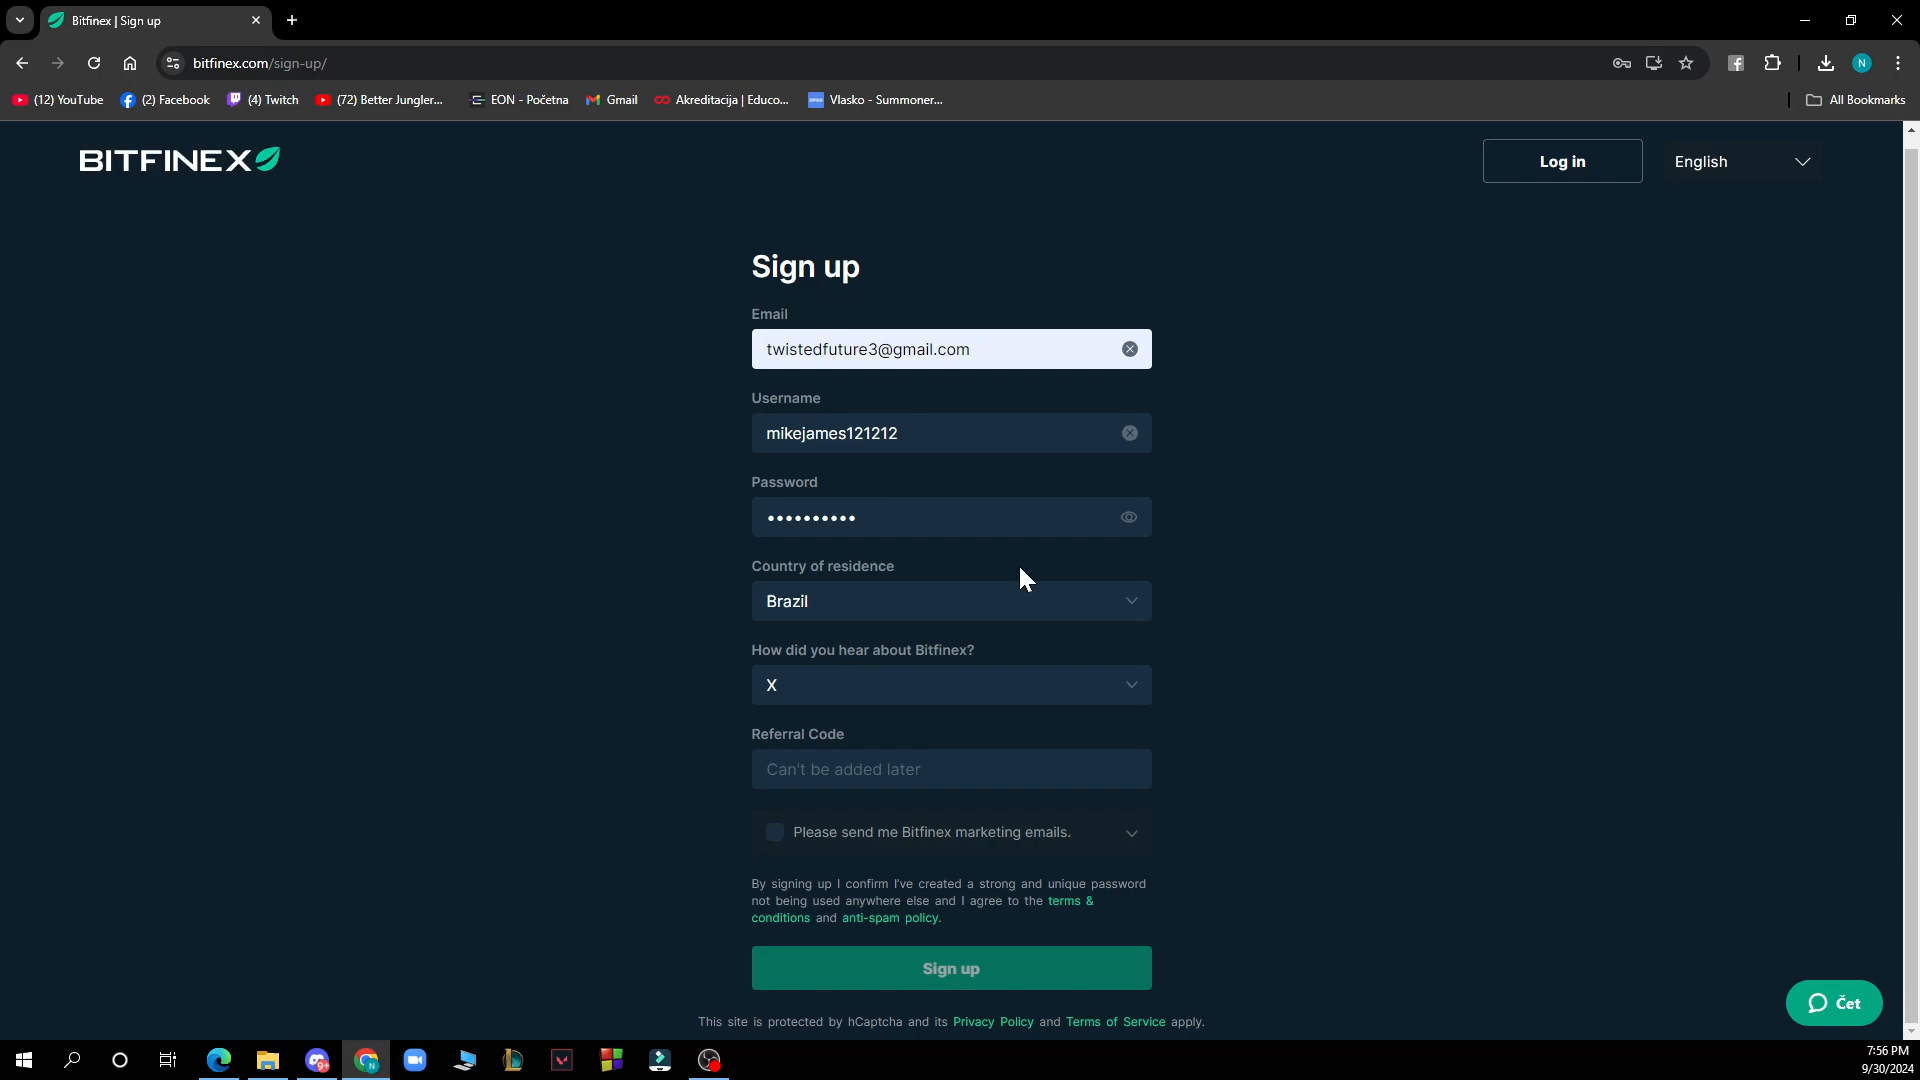 Bitfinex | Sign up
bitfinex.com/sign-up/
N
(12) YouTube
(2) Facebook
(4) Twitch
(72) Better Jungler...
EON - Početna
Gmail
Akreditacija | Educo...
Vlasko - Summoner...
All Bookmarks
BITFINEX
Log in
English
Sign up
Email
twistedfuture3@gmail.com
Username
mikejames121212
Password
••••••••••
Country of residence
Brazil
How did you hear about Bitfinex?
X
Referral Code
Can't be added later
Please send me Bitfinex marketing emails.
By signing up I confirm I've created a strong and unique password
not being used anywhere else and I agree to the terms &
conditions and anti-spam policy.
Sign up
Čet
This site is protected by hCaptcha and its Privacy Policy and Terms of Service apply.
9+
N
7:56 PM
9/30/2024